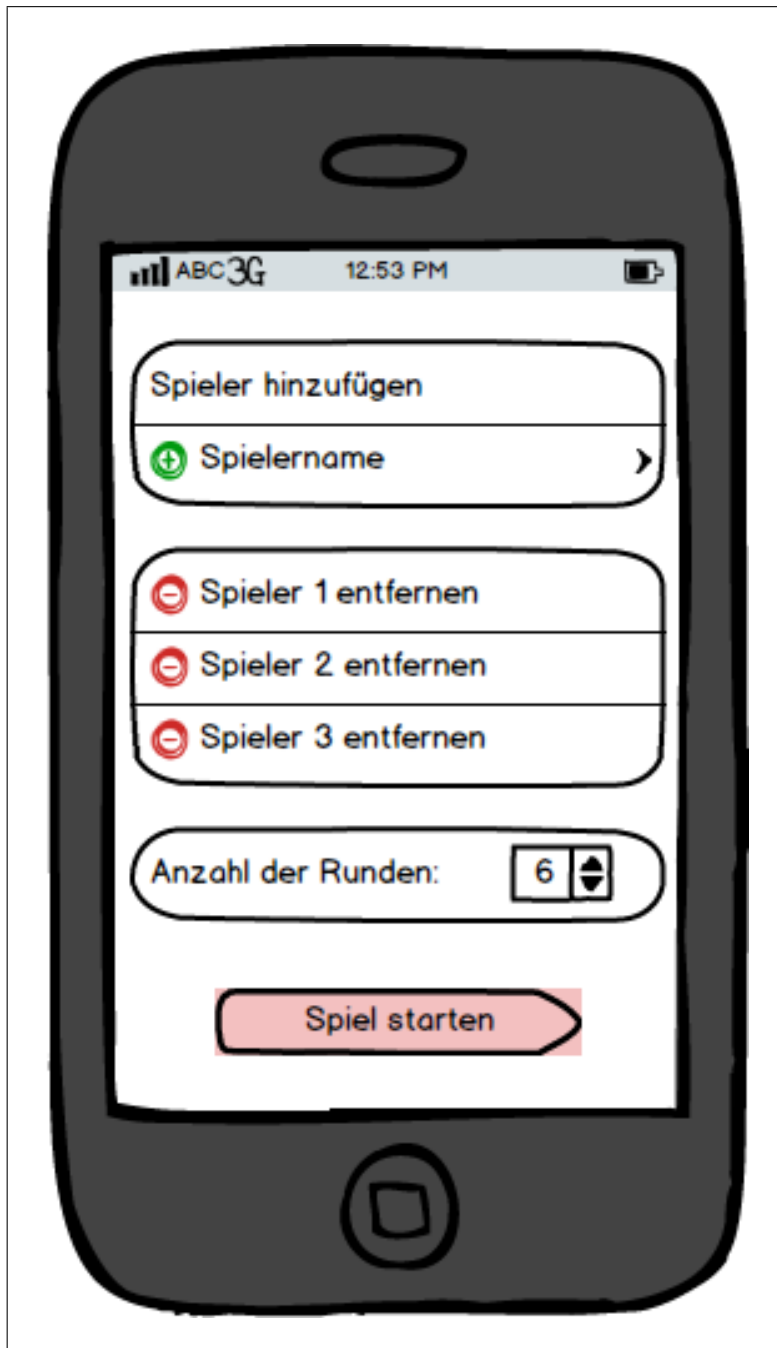 ABC 3G 12:53 PM
Spieler hinzufügen
Spielername
Spieler 1 entfernen
Spieler 2 entfernen
Spieler 3 entfernen
Anzahl der Runden: 6
Spiel starten